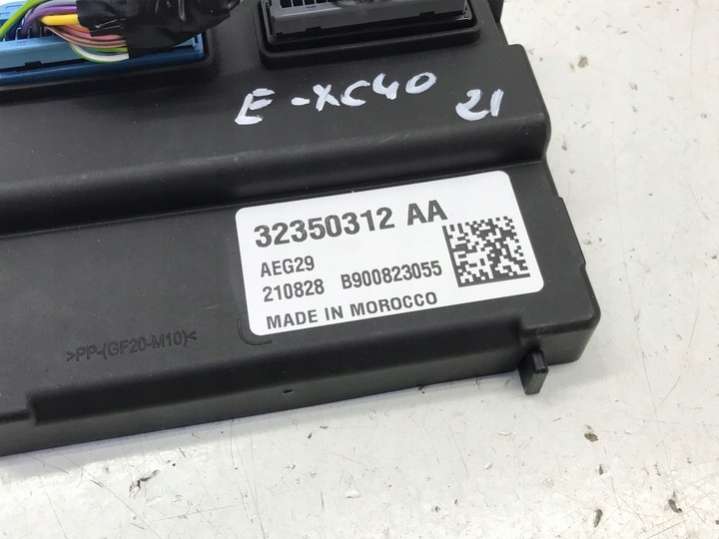 E-XC40 21
32350312 AA
AEG29
210828 B900823055
MADE IN MOROCCO
>PP-(GF20-M10)<